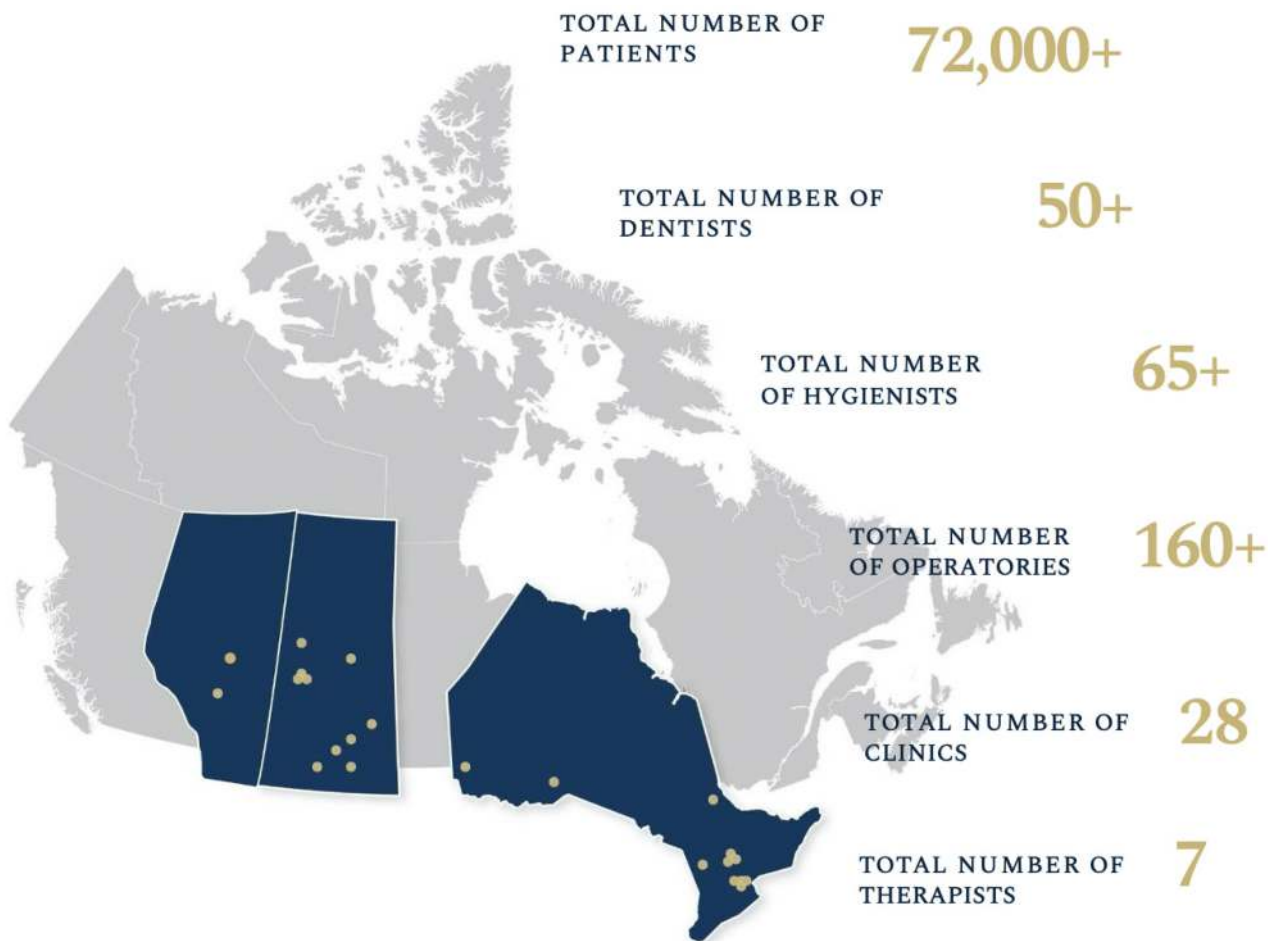 TOTAL NUMBER OF
PATIENTS
72,000+
TOTAL NUMBER OF
DENTISTS
50+
TOTAL NUMBER
OF HYGIENISTS
65+
TOTAL NUMBER
OF OPERATORIES
160+
TOTAL NUMBER OF
CLINICS
28
TOTAL NUMBER OF
THERAPISTS
7